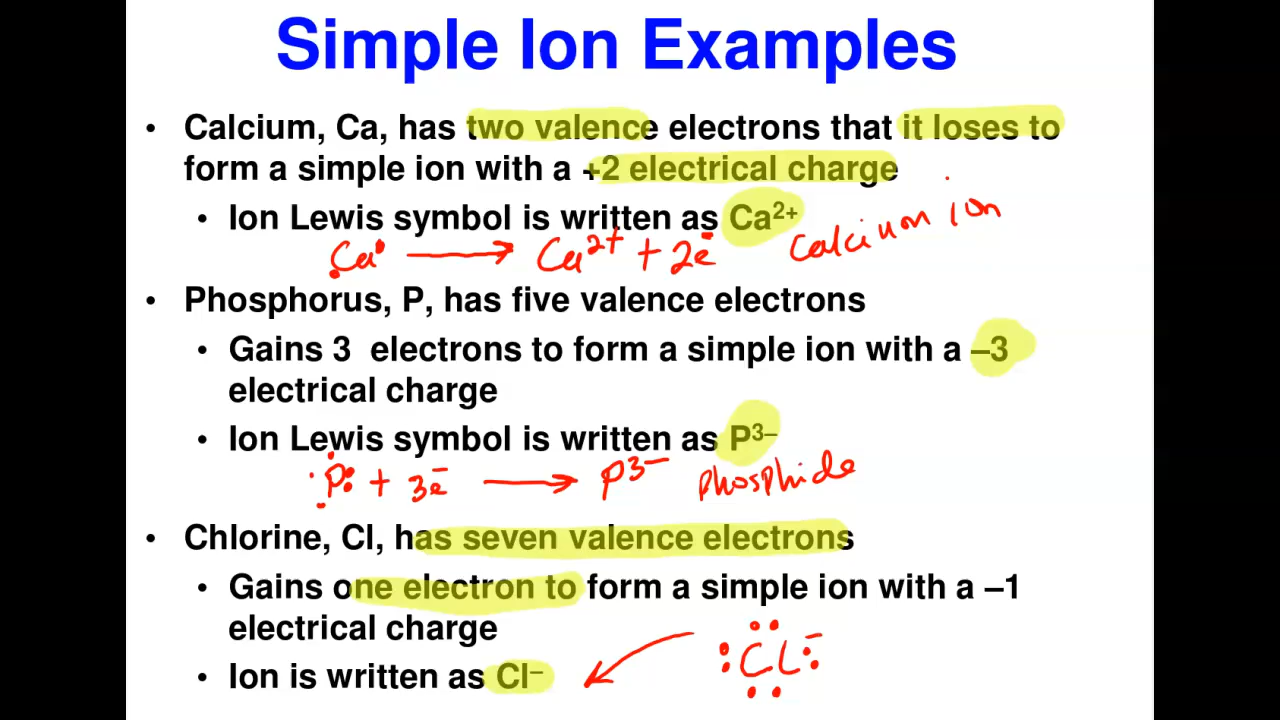 Simple Ion Examples
• Calcium, Ca, has two valence electrons that it loses to
form a simple ion with a +2 electrical charge
• Ion Lewis symbol is written as Ca²⁺
Ca → Ca²⁺ + 2e⁻ Calcium Ion
• Phosphorus, P, has five valence electrons
• Gains 3 electrons to form a simple ion with a –3
electrical charge
• Ion Lewis symbol is written as P³⁻
P + 3e⁻ → P³⁻ Phosphide
• Chlorine, Cl, has seven valence electrons
• Gains one electron to form a simple ion with a –1
electrical charge
• Ion is written as Cl⁻
Cl⁻